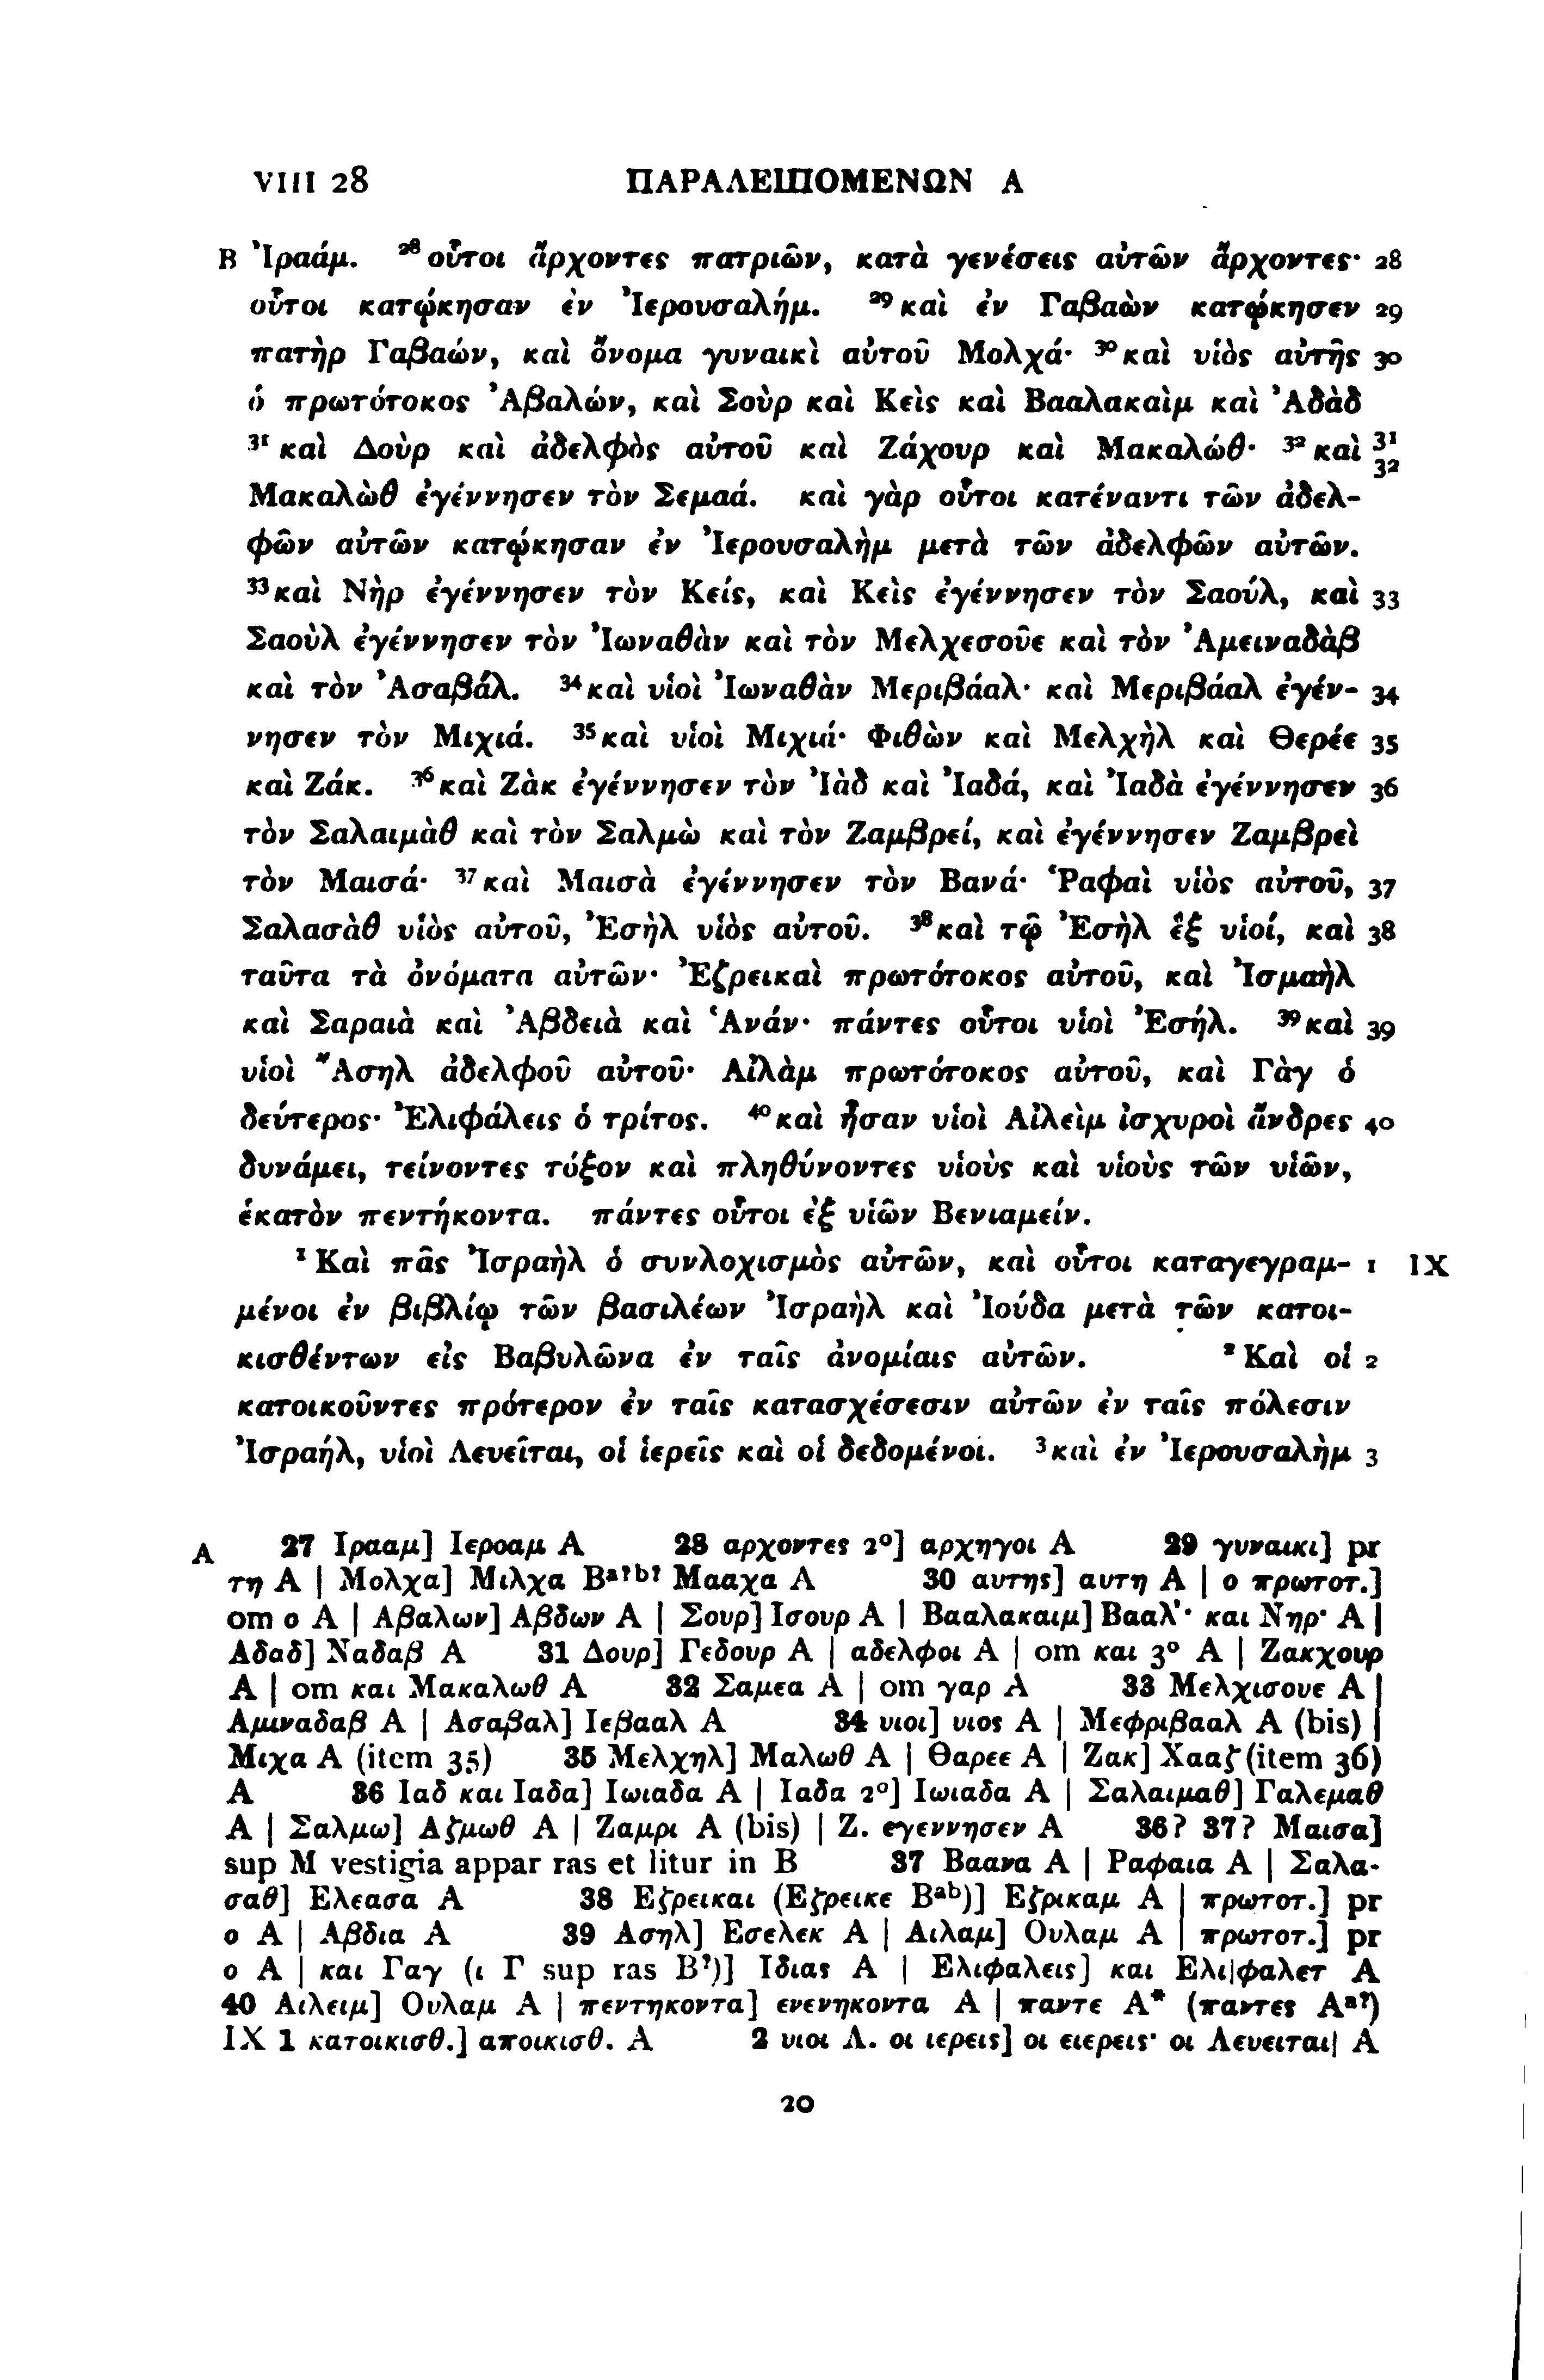 VIII 28 ΠΑΡΑΛΕΙΠΟΜΕΝΩΝ Α
B Ἰραάμ. ²⁸οὗτοι ἄρχοντες πατριῶν, κατὰ γενέσεις αὐτῶν ἄρχοντες· 28
οὗτοι κατῴκησαν ἐν Ἰερουσαλήμ. ²⁹καὶ ἐν Γαβαὼν κατῴκησεν 29
πατὴρ Γαβαών, καὶ ὄνομα γυναικὶ αὐτοῦ Μολχά· ³⁰καὶ υἱὸς αὐτῆς 30
ὁ πρωτότοκος Ἀβαλών, καὶ Σοὺρ καὶ Κεὶς καὶ Βααλακαὶμ καὶ Ἀδὰδ
³¹καὶ Δοὺρ καὶ ἀδελφὸς αὐτοῦ καὶ Ζάχουρ καὶ Μακαλώθ· ³²καὶ 31 32
Μακαλὼθ ἐγέννησεν τὸν Σεμαά. καὶ γὰρ οὗτοι κατέναντι τῶν ἀδελ-
φῶν αὐτῶν κατῴκησαν ἐν Ἰερουσαλὴμ μετὰ τῶν ἀδελφῶν αὐτῶν.
³³καὶ Νὴρ ἐγέννησεν τὸν Κείς, καὶ Κεὶς ἐγέννησεν τὸν Σαούλ, καὶ 33
Σαοὺλ ἐγέννησεν τὸν Ἰωναθὰν καὶ τὸν Μελχεσοῦε καὶ τὸν Ἀμειναδὰβ
καὶ τὸν Ἀσαβάλ. ³⁴καὶ υἱοὶ Ἰωναθὰν Μεριβάαλ· καὶ Μεριβάαλ ἐγέν- 34
νησεν τὸν Μιχιά. ³⁵καὶ υἱοὶ Μιχιά· Φιθὼν καὶ Μελχὴλ καὶ Θερέε 35
καὶ Ζάκ. ³⁶καὶ Ζὰκ ἐγέννησεν τὸν Ἰὰδ καὶ Ἰαδά, καὶ Ἰαδὰ ἐγέννησεν 36
τὸν Σαλαιμὰθ καὶ τὸν Σαλμὼ καὶ τὸν Ζαμβρεί, καὶ ἐγέννησεν Ζαμβρεὶ
τὸν Μαισά· ³⁷καὶ Μαισὰ ἐγέννησεν τὸν Βανά· Ῥαφαὶ υἱὸς αὐτοῦ, 37
Σαλασὰθ υἱὸς αὐτοῦ, Ἐσὴλ υἱὸς αὐτοῦ. ³⁸καὶ τῷ Ἐσὴλ ἓξ υἱοί, καὶ 38
ταῦτα τὰ ὀνόματα αὐτῶν· Ἐζρεικαὶ πρωτότοκος αὐτοῦ, καὶ Ἰσμαὴλ
καὶ Σαραιὰ καὶ Ἀβδειὰ καὶ Ἁνάν· πάντες οὗτοι υἱοὶ Ἐσήλ. ³⁹καὶ 39
υἱοὶ Ἄσηλ ἀδελφοῦ αὐτοῦ· Αἰλὰμ πρωτότοκος αὐτοῦ, καὶ Γὰγ ὁ
δεύτερος· Ἐλιφάλεις ὁ τρίτος. ⁴⁰καὶ ἦσαν υἱοὶ Αἰλεὶμ ἰσχυροὶ ἄνδρες 40
δυνάμει, τείνοντες τόξον καὶ πληθύνοντες υἱοὺς καὶ υἱοὺς τῶν υἱῶν,
ἑκατὸν πεντήκοντα. πάντες οὗτοι ἐξ υἱῶν Βενιαμείν.
¹Καὶ πᾶς Ἰσραὴλ ὁ συνλοχισμὸς αὐτῶν, καὶ οὗτοι καταγεγραμ- 1 IX
μένοι ἐν βιβλίῳ τῶν βασιλέων Ἰσραὴλ καὶ Ἰούδα μετὰ τῶν κατοι-
κισθέντων εἰς Βαβυλῶνα ἐν ταῖς ἀνομίαις αὐτῶν. ²Καὶ οἱ 2
κατοικοῦντες πρότερον ἐν ταῖς κατασχέσεσιν αὐτῶν ἐν ταῖς πόλεσιν
Ἰσραήλ, υἱοὶ Λευεῖται, οἱ ἱερεῖς καὶ οἱ δεδομένοι. ³καὶ ἐν Ἰερουσαλὴμ 3
A 27 Ιρααμ] Ιεροαμ A 28 αρχοντες 2°] αρχηγοι A 29 γυναικι] pr
τη A | Μολχα] Μιλχα Bᵃ?ᵇ? Μααχα A 30 αυτης] αυτη A | ο πρωτοτ.]
om ο A | Αβαλων] Αβδων A | Σουρ] Ισουρ A | Βααλακαιμ] Βααλ'· και Νηρ· A |
Αδαδ] Ναδαβ A 31 Δουρ] Γεδουρ A | αδελφοι A | om και 3° A | Ζακχουρ
A | om και Μακαλωθ A 32 Σαμεα A | om γαρ A 33 Μελχισουε A |
Αμιναδαβ A | Ασαβαλ] Ιεβααλ A 34 υιοι] υιος A | Μεφριβααλ A (bis) |
Μιχα A (item 35) 35 Μελχηλ] Μαλωθ A | Θαρεε A | Ζακ] Χααζ (item 36)
A 36 Ιαδ και Ιαδα] Ιωιαδα A | Ιαδα 2°] Ιωιαδα A | Σαλαιμαθ] Γαλεμαθ
A | Σαλμω] Αζμωθ A | Ζαμρι A (bis) | Ζ. εγεννησεν A 36? 37? Μαισα]
sup M vestigia appar ras et litur in B 37 Βαανα A | Ραφαια A | Σαλα-
σαθ] Ελεασα A 38 Εζρεικαι (Εζρεικε Bᵃᵇ)] Εζρικαμ A | πρωτοτ.] pr
ο A | Αβδια A 39 Ασηλ] Εσελεκ A | Αιλαμ] Ουλαμ A | πρωτοτ.] pr
ο A | και Γαγ (ι Γ sup ras B?)] Ιδιας A | Ελιφαλεις] και Ελι|φαλετ A
40 Αιλειμ] Ουλαμ A | πεντηκοντα] ενενηκοντα A | παντε A* (παντες Aᵃ?)
IX 1 κατοικισθ.] αποικισθ. A 2 υιοι Λ. οι ιερεις] οι ειερεις· οι Λευειται| A
20